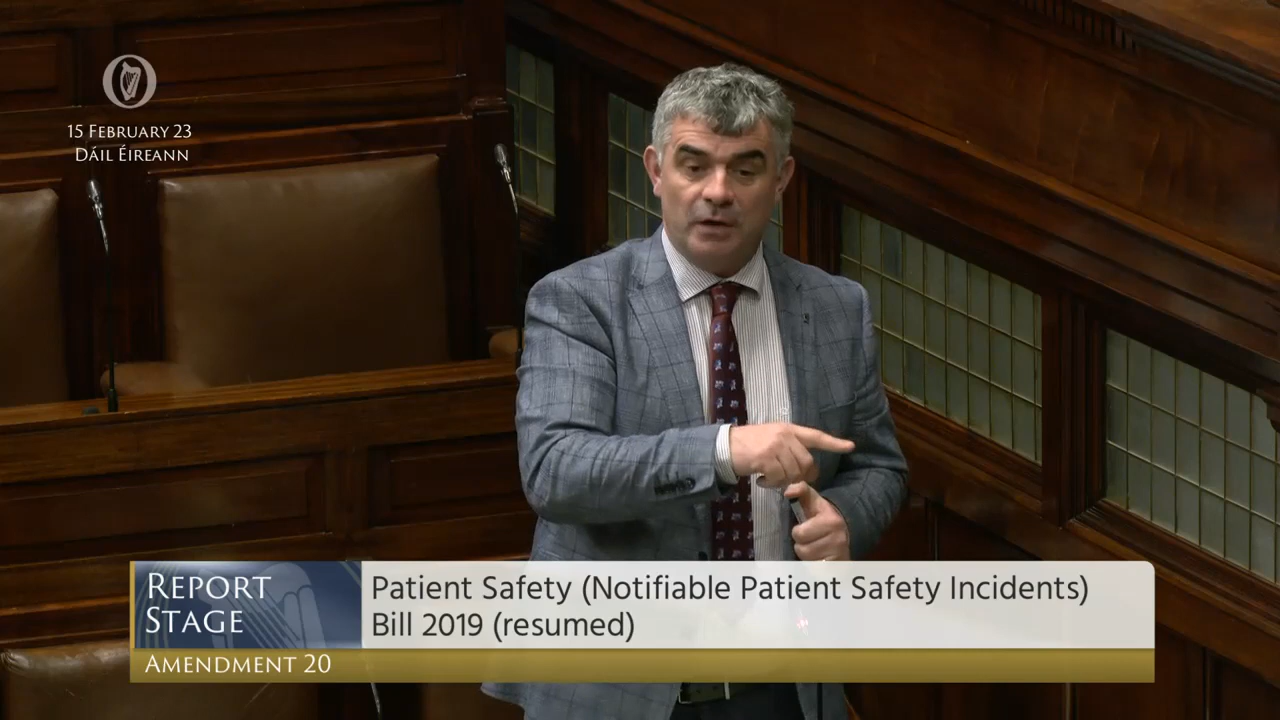 15 February 23
Dáil Éireann
Report
Stage
Patient Safety (Notifiable Patient Safety Incidents)
Bill 2019 (resumed)
Amendment 20